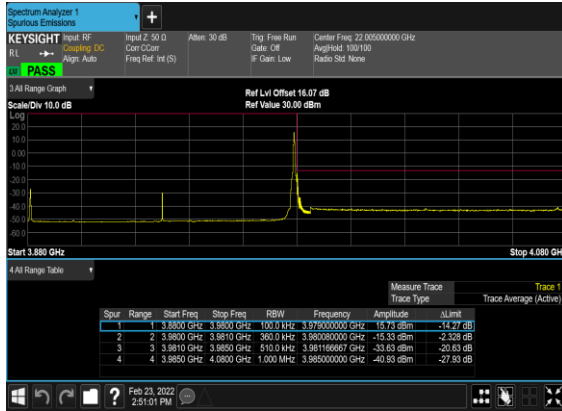 Spectrum Analyzer 1
Spurious Emissions
KEYSIGHT Input: RF Input Z: 50 Ω Atten: 30 dB Trig: Free Run Center Freq: 22.005000000 GHz
RL Coupling: DC Corr CCorr Gate: Off Avg|Hold: 100/100
Align: Auto Freq Ref: Int (S) IF Gain: Low Radio Std: None
PASS
3 All Range Graph
Ref Lvl Offset 16.07 dB
Scale/Div 10.0 dB Ref Value 30.00 dBm
Log
20.0
10.0
0.00
-10.0
-20.0
-30.0
-40.0
-50.0
-60.0
Start 3.880 GHz Stop 4.080 GH
4 All Range Table
Measure Trace Trace 1
Trace Type Trace Average (Active)
Spur Range Start Freq Stop Freq RBW Frequency Amplitude ΔLimit
1 1 3.8800 GHz 3.9800 GHz 100.0 kHz 3.979000000 GHz 15.73 dBm -14.27 dB
2 2 3.9800 GHz 3.9810 GHz 360.0 kHz 3.980080000 GHz -15.33 dBm -2.328 dB
3 3 3.9810 GHz 3.9850 GHz 510.0 kHz 3.981166667 GHz -33.63 dBm -20.63 dB
4 4 3.9850 GHz 4.0800 GHz 1.000 MHz 3.985000000 GHz -40.93 dBm -27.93 dB
? Feb 23, 2022
2:51:01 PM